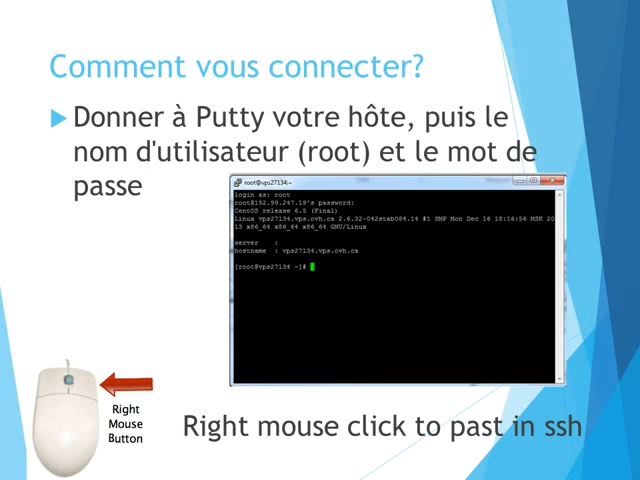 Comment vous connecter?
Donner à Putty votre hôte, puis le
nom d'utilisateur (root) et le mot de
passe
root@vps27134:~
login as: root
root@192.99.247.19's password:
CentOS release 6.5 (Final)
Linux vps27134.vps.ovh.ca 2.6.32-042stab084.14 #1 SMP Mon Dec 16 18:16:56 MSK 20
13 x86_64 x86_64 x86_64 GNU/Linux
server :
hostname : vps27134.vps.ovh.ca
[root@vps27134 ~]#
Right
Mouse
Button
Right mouse click to past in ssh